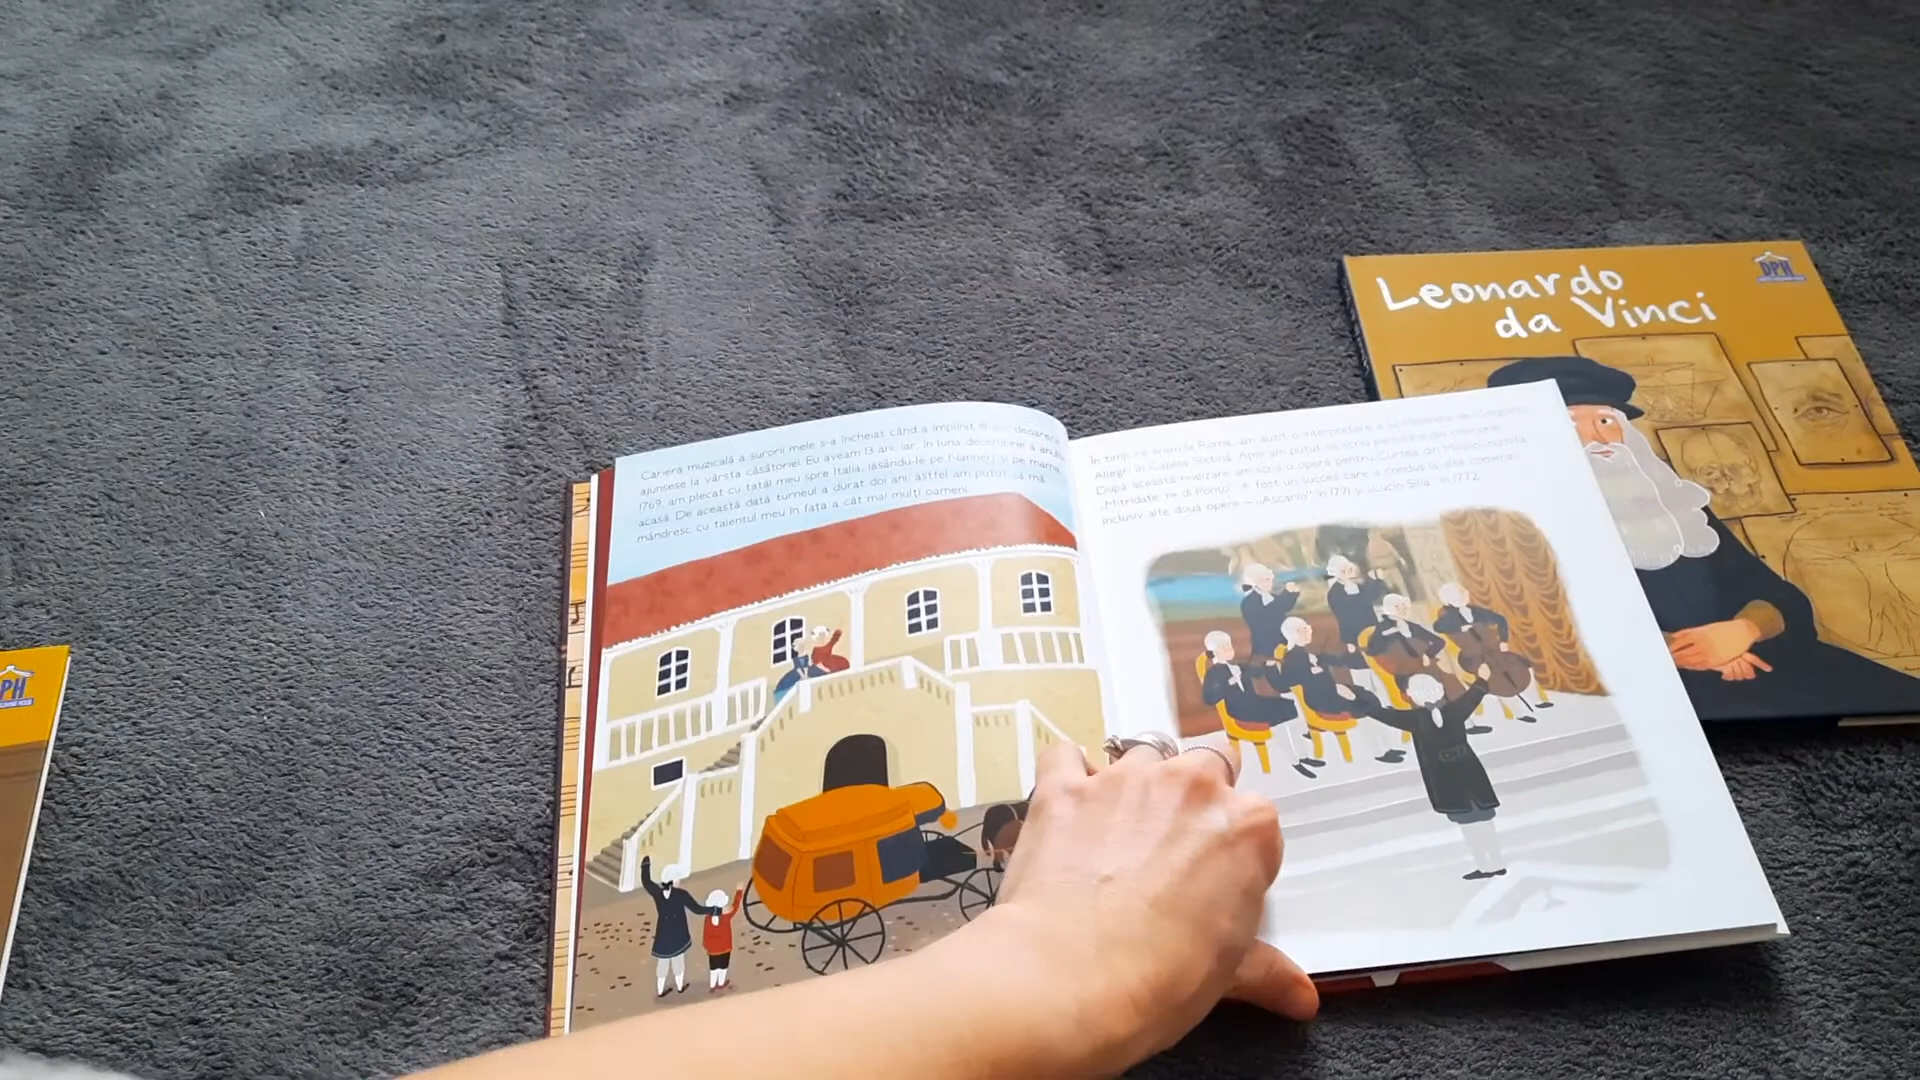 Cariera muzicală a surorii mele s-a încheiat când a împlinit
ajunsese la vârsta căsătoriei. Eu aveam 13 ani, iar, în luna decembrie a anului
1769, am plecat cu tatăl meu spre Italia, lăsându-le pe Nannerl și pe mama
acasă. De această dată turneul a durat doi ani, astfel am putut să mă
mândresc cu talentul meu în fața a cât mai mulți oameni.
În timp ce eram la Roma, am auzit o interpretare a
Allegri în Capela Sixtină. Apoi am putut să scriu partitura din memorie.
După această realizare am scris o operă pentru Curtea din Milano, numită
„Mitridate, re di Ponto”. A fost un succes care a condus la alte comenzi,
inclusiv alte două opere – „Ascanio” în 1771 și „Lucio Silla” în 1772.
Leonardo
da Vinci
DPH
PH